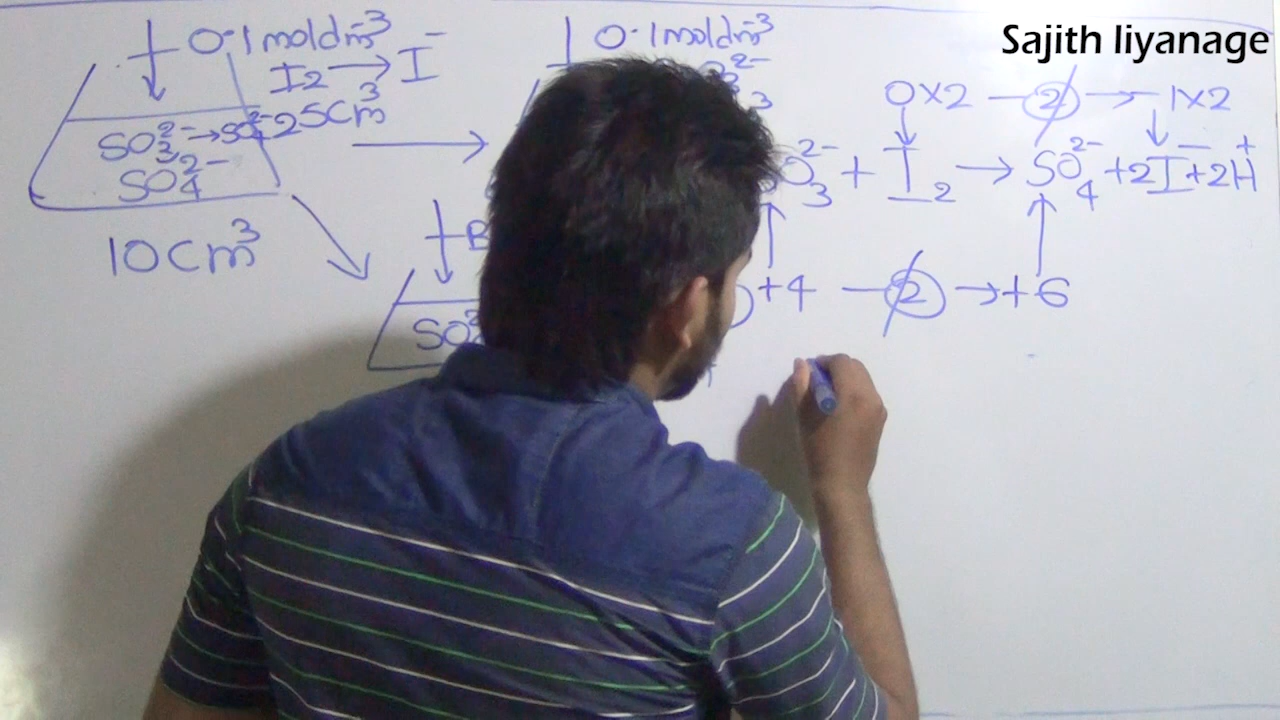 Sajith liyanage
0.1 moldm⁻³
I₂ → I⁻
25cm³
SO₃²⁻ → SO₄²⁻
SO₄²⁻
10cm³
0.1 moldm⁻³
0×2 — 2 → -1×2
SO₃²⁻ + I₂ → SO₄²⁻ + 2I⁻ + 2H⁺
+4 — 2 → +6